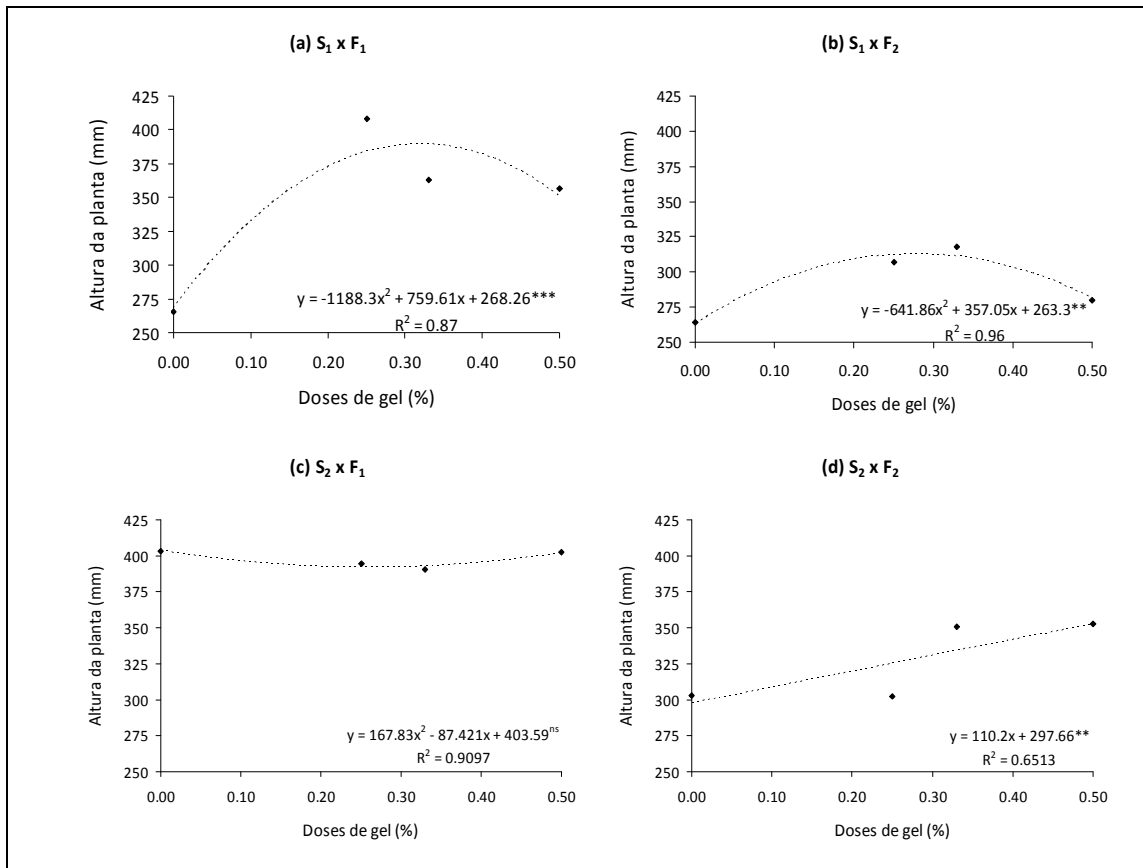 (a) S₁ x F₁
Altura da planta (mm)
425
400
375
350
325
300
275
250
y = -1188.3x² + 759.61x + 268.26***
R² = 0.87
0.00 0.10 0.20 0.30 0.40 0.50
Doses de gel (%)
(b) S₁ x F₂
Altura da planta (mm)
425
400
375
350
325
300
275
250
y = -641.86x² + 357.05x + 263.3**
R² = 0.96
0.00 0.10 0.20 0.30 0.40 0.50
Doses de gel (%)
(c) S₂ x F₁
Altura da planta (mm)
425
400
375
350
325
300
275
250
y = 167.83x² - 87.421x + 403.59ⁿˢ
R² = 0.9097
0.00 0.10 0.20 0.30 0.40 0.50
Doses de gel (%)
(d) S₂ x F₂
Altura da planta (mm)
425
400
375
350
325
300
275
250
y = 110.2x + 297.66**
R² = 0.6513
0.00 0.10 0.20 0.30 0.40 0.50
Doses de gel (%)